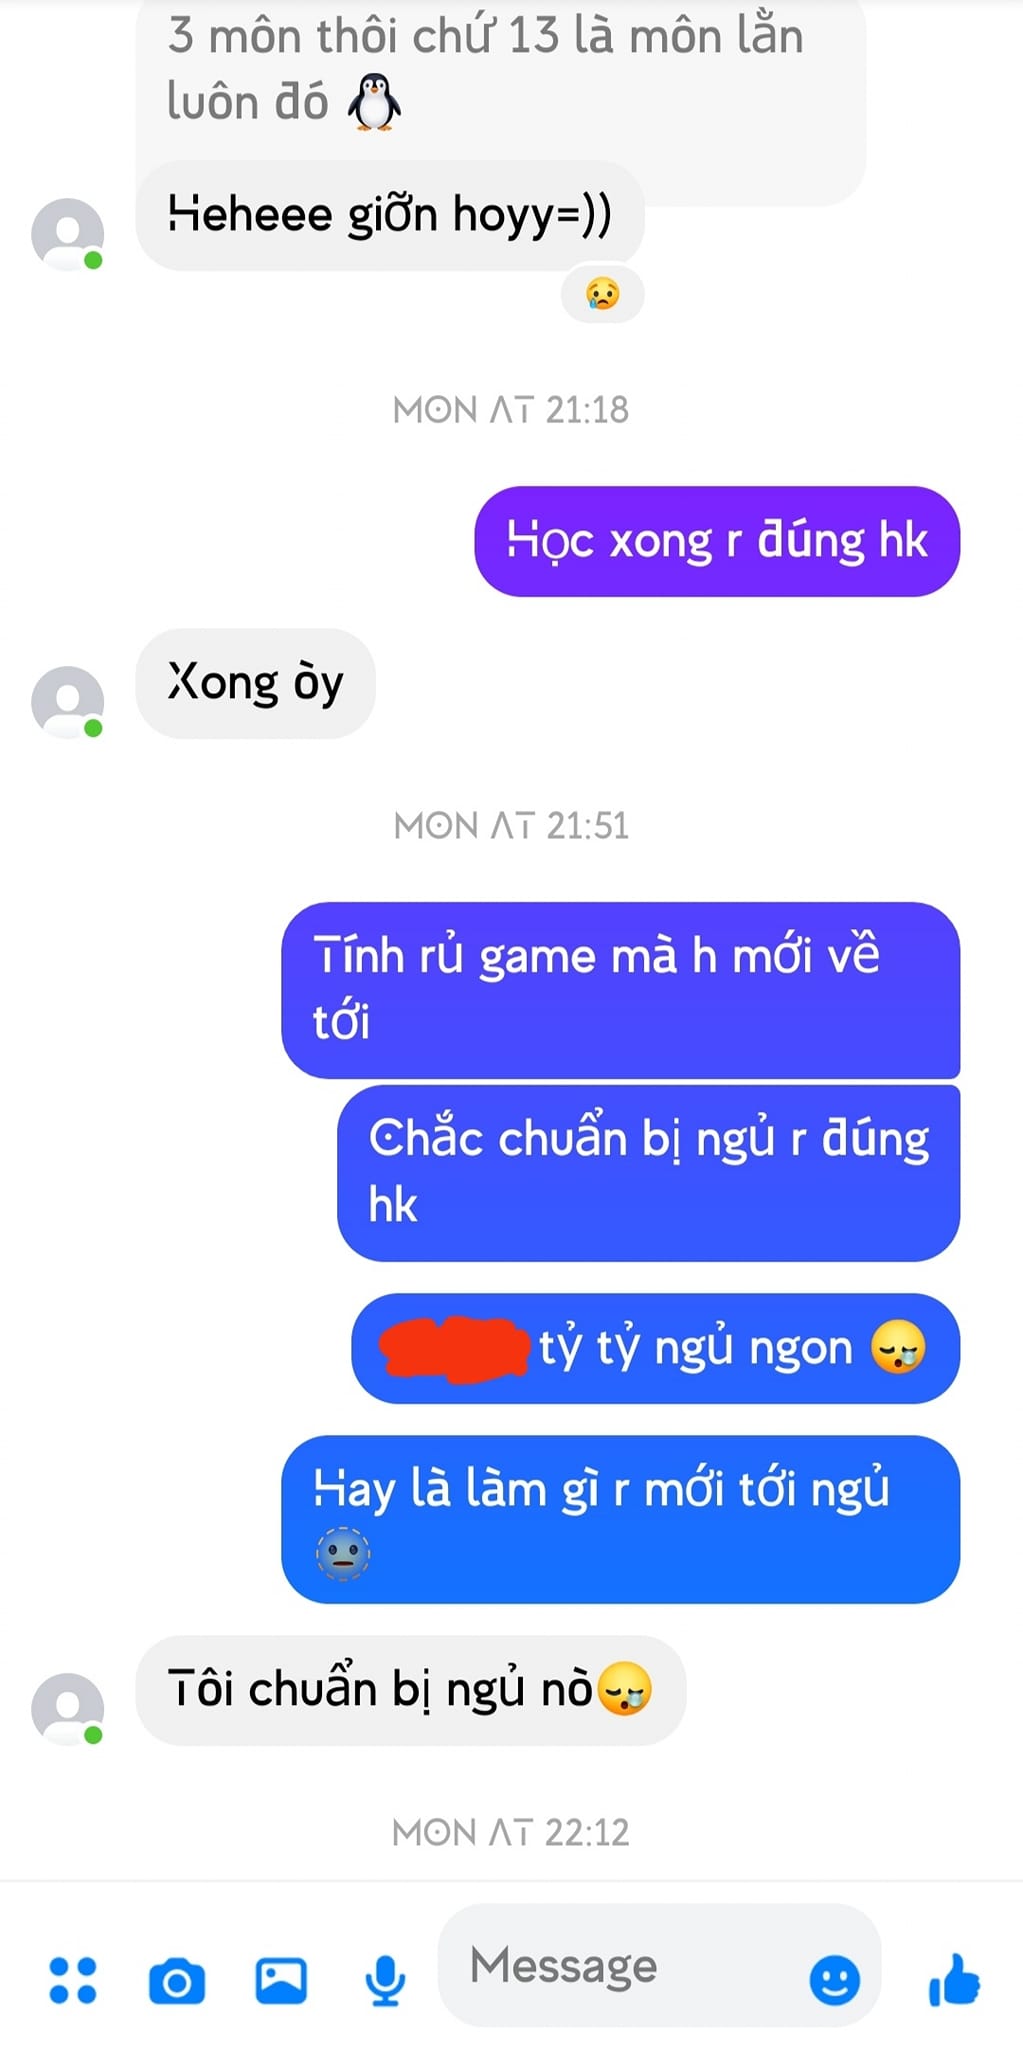 3 môn thôi chứ 13 là môn lằn
luôn đó 🐧
Heheee giỡn hoyy=))
😢
MON AT 21:18
Học xong r đúng hk
Xong òy
MON AT 21:51
Tính rủ game mà h mới về
tới
Chắc chuẩn bị ngủ r đúng
hk
tỷ tỷ ngủ ngon 😪
Hay là làm gì r mới tới ngủ
🫥
Tôi chuẩn bị ngủ nò😪
MON AT 22:12
Message